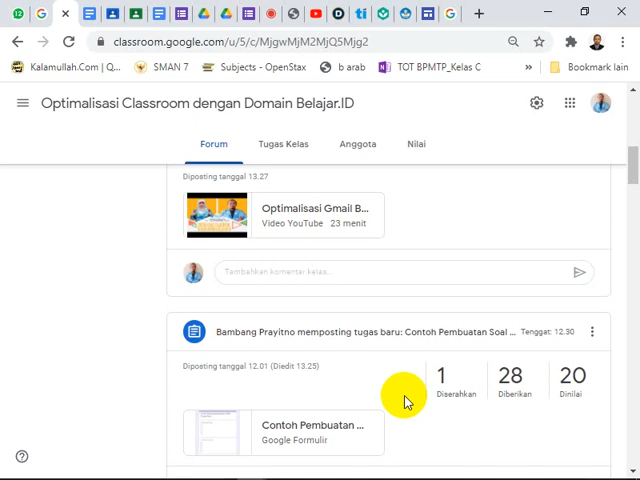 classroom.google.com/u/5/c/MjgwMjM2MjQ5Mjg2
Kalamullah.Com | Q...
SMAN 7
Subjects - OpenStax
b arab
TOT BPMTP_Kelas C
»
Bookmark lain
Optimalisasi Classroom dengan Domain Belajar.ID
Forum
Tugas Kelas
Anggota
Nilai
Diposting tanggal 13.27
Optimalisasi Gmail B...
Video YouTube 23 menit
Tambahkan komentar kelas...
Bambang Prayitno memposting tugas baru: Contoh Pembuatan Soal ...
Tenggat: 12.30
Diposting tanggal 12.01 (Diedit 13.25)
1
28
20
Diserahkan
Diberikan
Dinilai
Contoh Pembuatan ...
Google Formulir